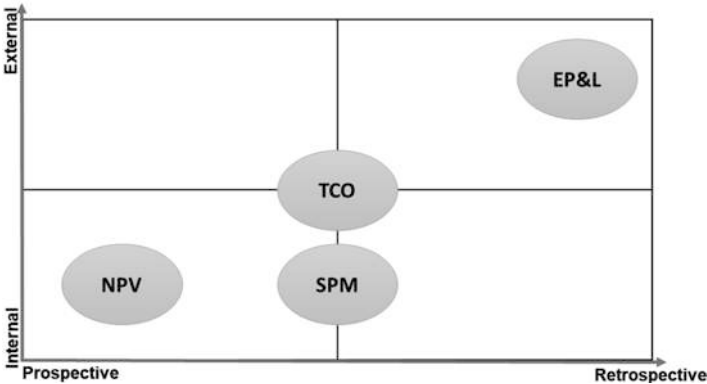 External
EP&L
TCO
NPV
SPM
Internal
Prospective
Retrospective